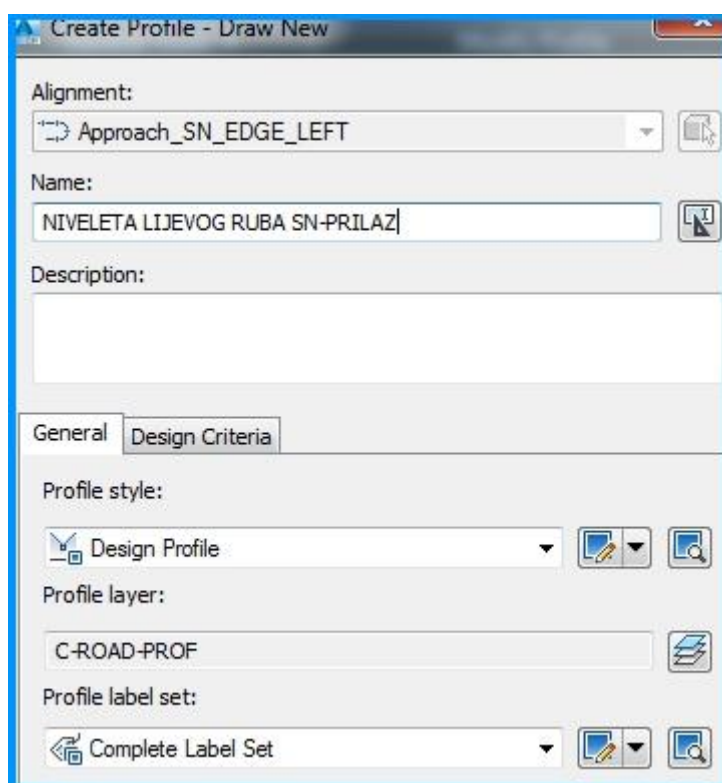 Create Profile - Draw New
Alignment:
Approach_SN_EDGE_LEFT
Name:
NIVELETA LIJEVOG RUBA SN-PRILAZ
Description:
General Design Criteria
Profile style:
Design Profile
Profile layer:
C-ROAD-PROF
Profile label set:
Complete Label Set